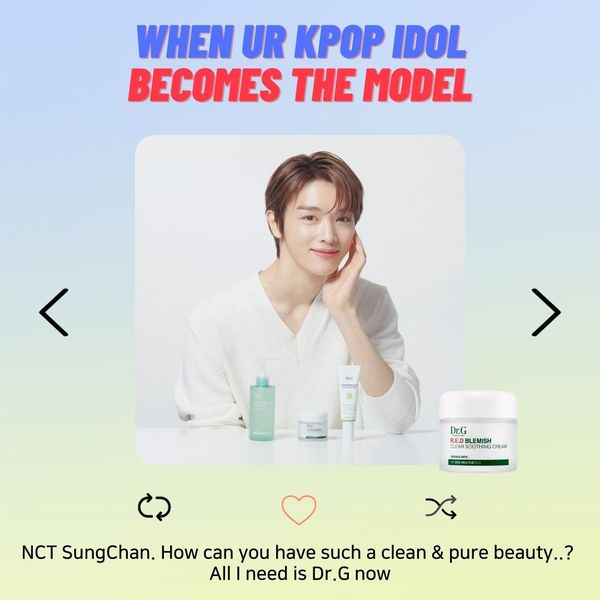 WHEN UR KPOP IDOL
BECOMES THE MODEL
Dr.G
R.E.D BLEMISH
CLEAR SOOTHING CREAM
NCT SungChan. How can you have such a clean & pure beauty..?
All I need is Dr.G now